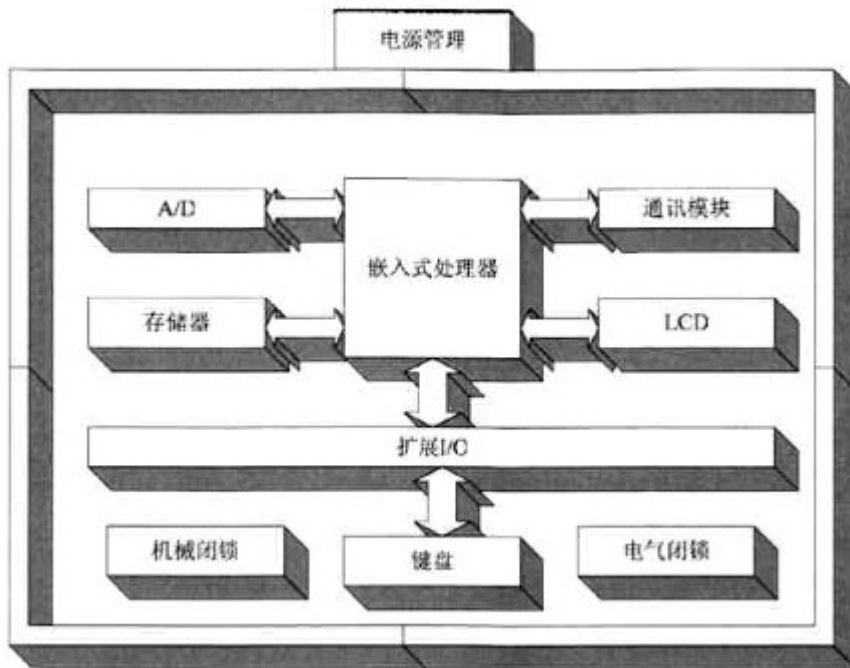 电源管理
A/D
通讯模块
嵌入式处理器
存储器
LCD
扩展I/O
机械闭锁
键盘
电气闭锁